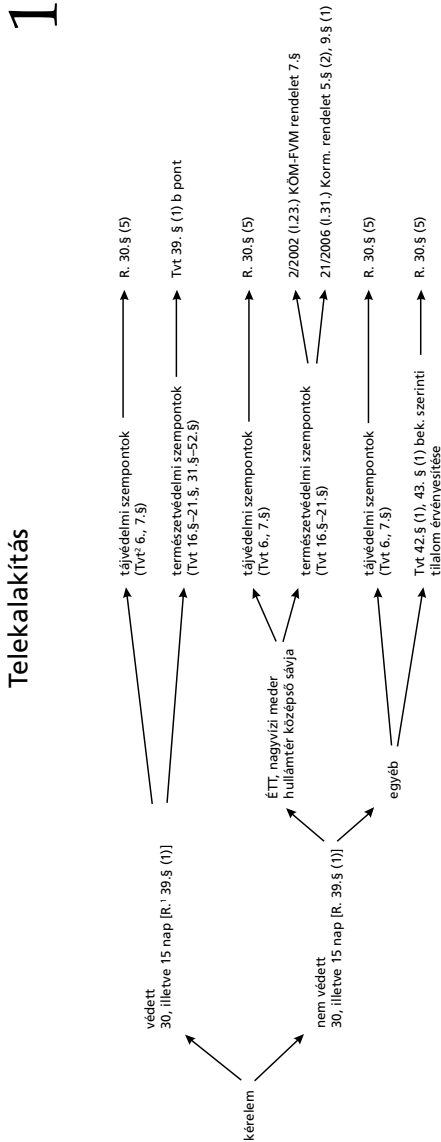 1
Telekalakítás
kérelem
védett
30, illetve 15 nap [R.¹ 39.§ (1)]
nem védett
30, illetve 15 nap [R. 39.§ (1)]
ÉTT, nagyvízi meder
hullámtér középső sávja
egyéb
tájvédelmi szempontok
(Tvt² 6., 7.§)
természetvédelmi szempontok
(Tvt 16.§–21.§, 31.§–52.§)
tájvédelmi szempontok
(Tvt 6., 7.§)
természetvédelmi szempontok
(Tvt 16.§–21.§)
tájvédelmi szempontok
(Tvt 6., 7.§)
Tvt 42.§ (1), 43. § (1) bek. szerinti
tilalom érvényesítése
R. 30.§ (5)
Tvt 39. § (1) b pont
R. 30.§ (5)
2/2002 (I.23.) KÖM-FVM rendelet 7.§
21/2006 (I.31.) Korm. rendelet 5.§ (2), 9.§ (1)
R. 30.§ (5)
R. 30.§ (5)